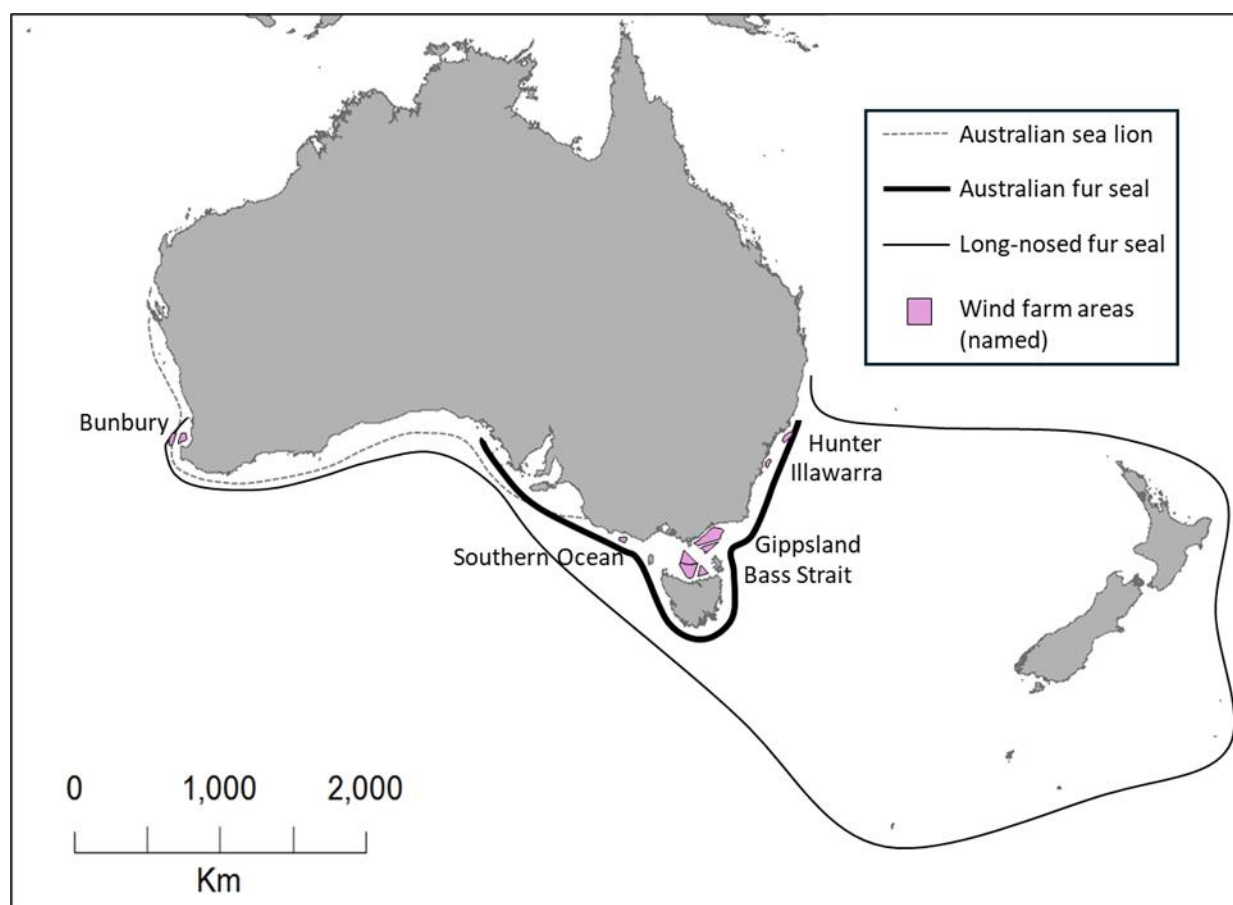 Australian sea lion
Australian fur seal
Long-nosed fur seal
Wind farm areas
(named)
Bunbury
Hunter
Illawarra
Southern Ocean
Gippsland
Bass Strait
0 1,000 2,000
Km